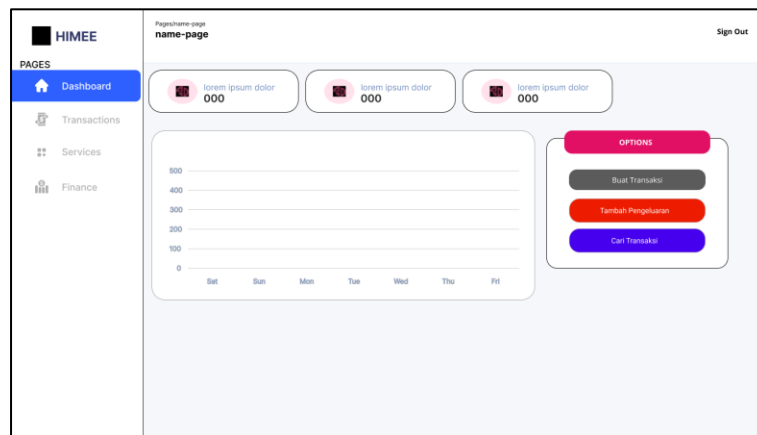 HIMEE
PAGES
Dashboard
Transactions
Services
Finance
Pages/name-page
name-page
Sign Out
lorem ipsum dolor
000
lorem ipsum dolor
000
lorem ipsum dolor
000
500
400
300
200
100
0
Sat Sun Mon Tue Wed Thu Fri
OPTIONS
Buat Transaksi
Tambah Pengeluaran
Cari Transaksi